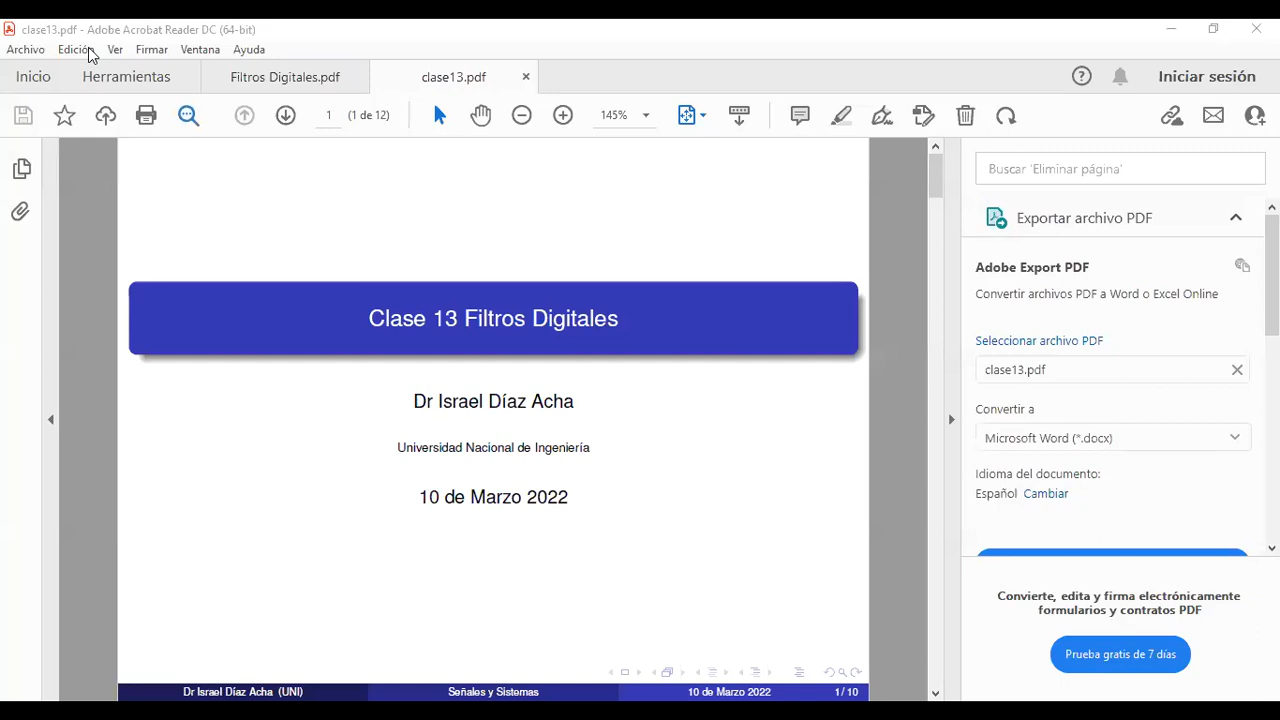 clase13.pdf - Adobe Acrobat Reader DC (64-bit)
Archivo Edición Ver Firmar Ventana Ayuda
Inicio Herramientas Filtros Digitales.pdf clase13.pdf × Iniciar sesión
1 (1 de 12) 145%
Buscar 'Eliminar página'
Exportar archivo PDF
Adobe Export PDF
Convertir archivos PDF a Word o Excel Online
Seleccionar archivo PDF
clase13.pdf
Convertir a
Microsoft Word (*.docx)
Idioma del documento:
Español Cambiar
Convierte, edita y firma electrónicamente
formularios y contratos PDF
Prueba gratis de 7 días
Clase 13 Filtros Digitales
Dr Israel Díaz Acha
Universidad Nacional de Ingeniería
10 de Marzo 2022
Dr Israel Díaz Acha (UNI) Señales y Sistemas 10 de Marzo 2022 1 / 10